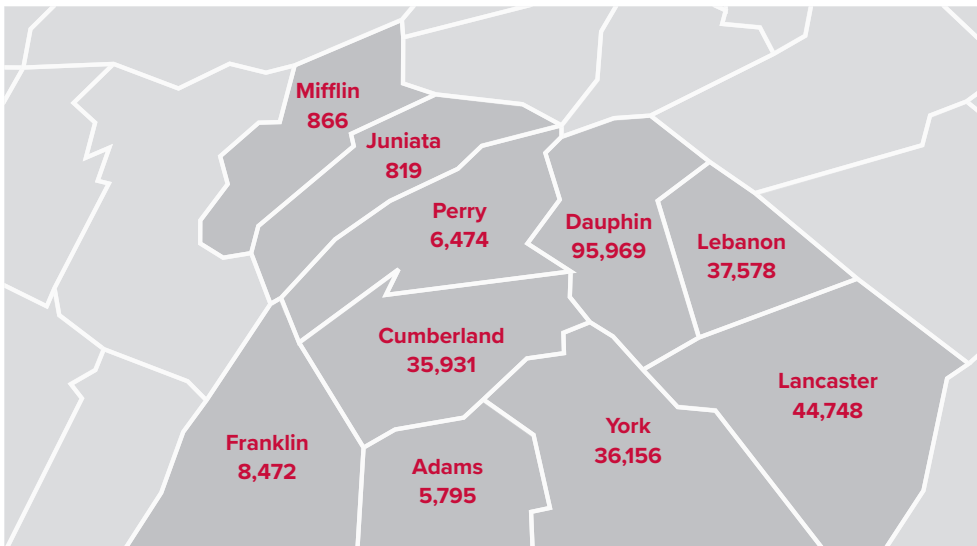 Mifflin
866
Juniata
819
Perry
6,474
Dauphin
95,969
Lebanon
37,578
Cumberland
35,931
Lancaster
44,748
York
36,156
Franklin
8,472
Adams
5,795